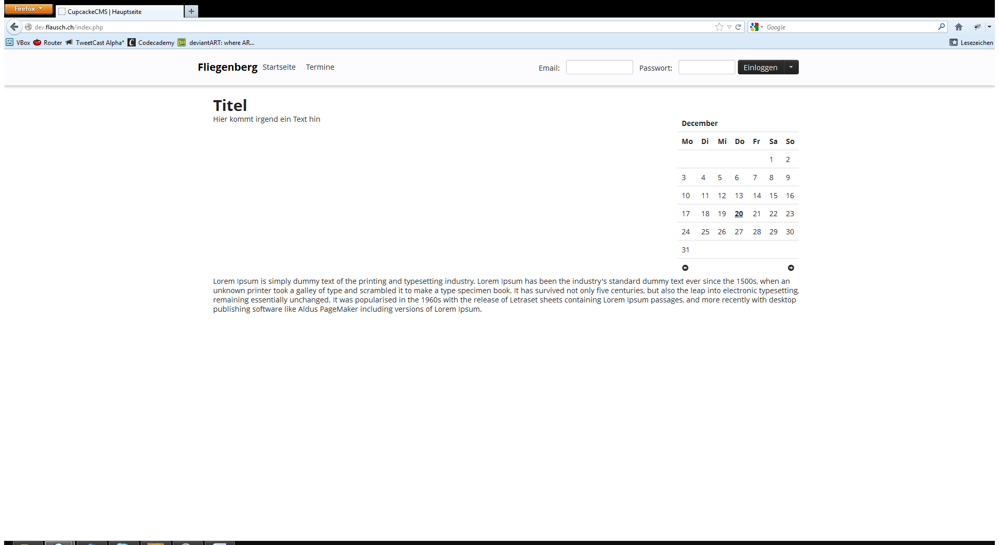 Firefox
CupcackeCMS | Hauptseite
dev.flausch.ch/index.php
Google
VBox Router TweetCast Alpha* Codecademy deviantART: where AR...
Lesezeichen
Fliegenberg Startseite Termine Email: Passwort: Einloggen
Titel
Hier kommt irgend ein Text hin
December
Mo Di Mi Do Fr Sa So
1 2
3 4 5 6 7 8 9
10 11 12 13 14 15 16
17 18 19 20 21 22 23
24 25 26 27 28 29 30
31
Lorem Ipsum is simply dummy text of the printing and typesetting industry. Lorem Ipsum has been the industry's standard dummy text ever since the 1500s, when an
unknown printer took a galley of type and scrambled it to make a type specimen book. It has survived not only five centuries, but also the leap into electronic typesetting,
remaining essentially unchanged. It was popularised in the 1960s with the release of Letraset sheets containing Lorem Ipsum passages, and more recently with desktop
publishing software like Aldus PageMaker including versions of Lorem Ipsum.